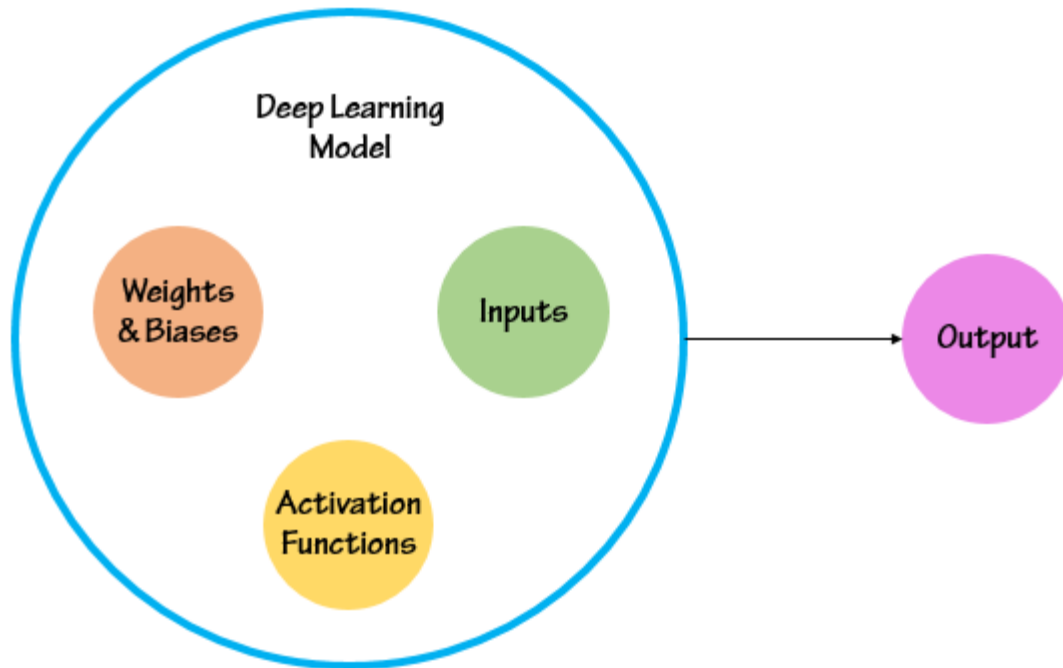 Deep Learning
Model
Weights
& Biases
Inputs
Output
Activation
Functions